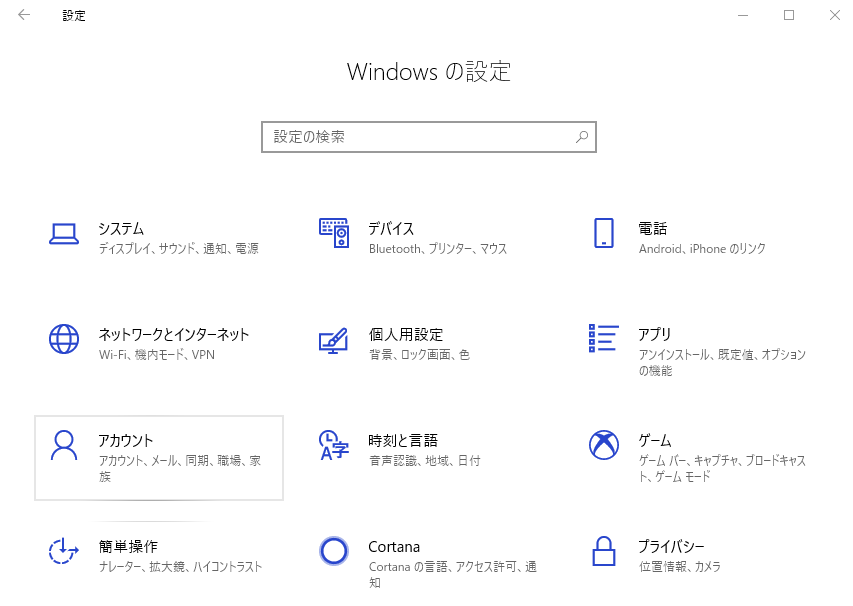 設定
Windows の設定
設定の検索
システム
ディスプレイ、サウンド、通知、電源
デバイス
Bluetooth、プリンター、マウス
電話
Android、iPhone のリンク
ネットワークとインターネット
Wi-Fi、機内モード、VPN
個人用設定
背景、ロック画面、色
アプリ
アンインストール、既定値、オプション
の機能
アカウント
アカウント、メール、同期、職場、家
族
時刻と言語
音声認識、地域、日付
ゲーム
ゲーム バー、キャプチャ、ブロードキャス
ト、ゲーム モード
簡単操作
ナレーター、拡大鏡、ハイコントラスト
Cortana
Cortana の言語、アクセス許可、通
知
プライバシー
位置情報、カメラ